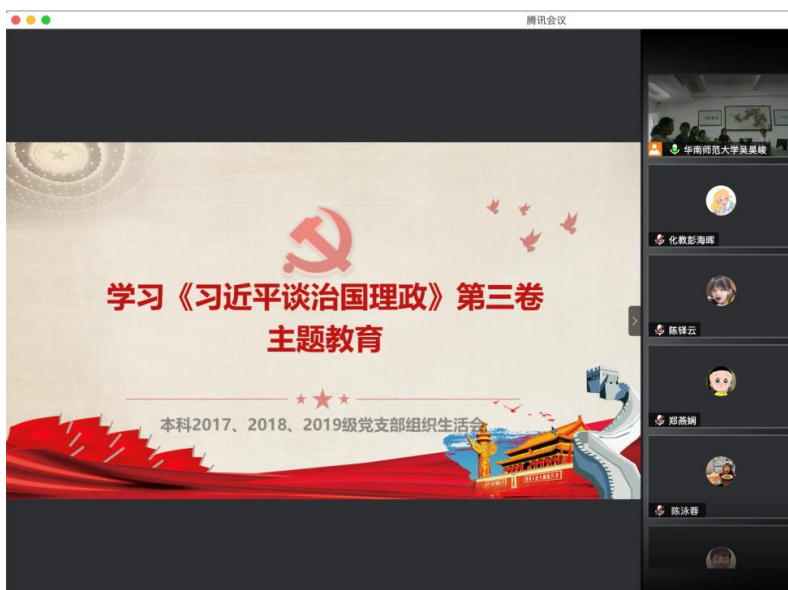 腾讯会议
学习《习近平谈治国理政》第三卷
主题教育
本科2017、2018、2019级党支部组织生活会
华南师范大学吴昊峻
化教彭海晖
陈铎云
郑燕娴
陈泳蓉